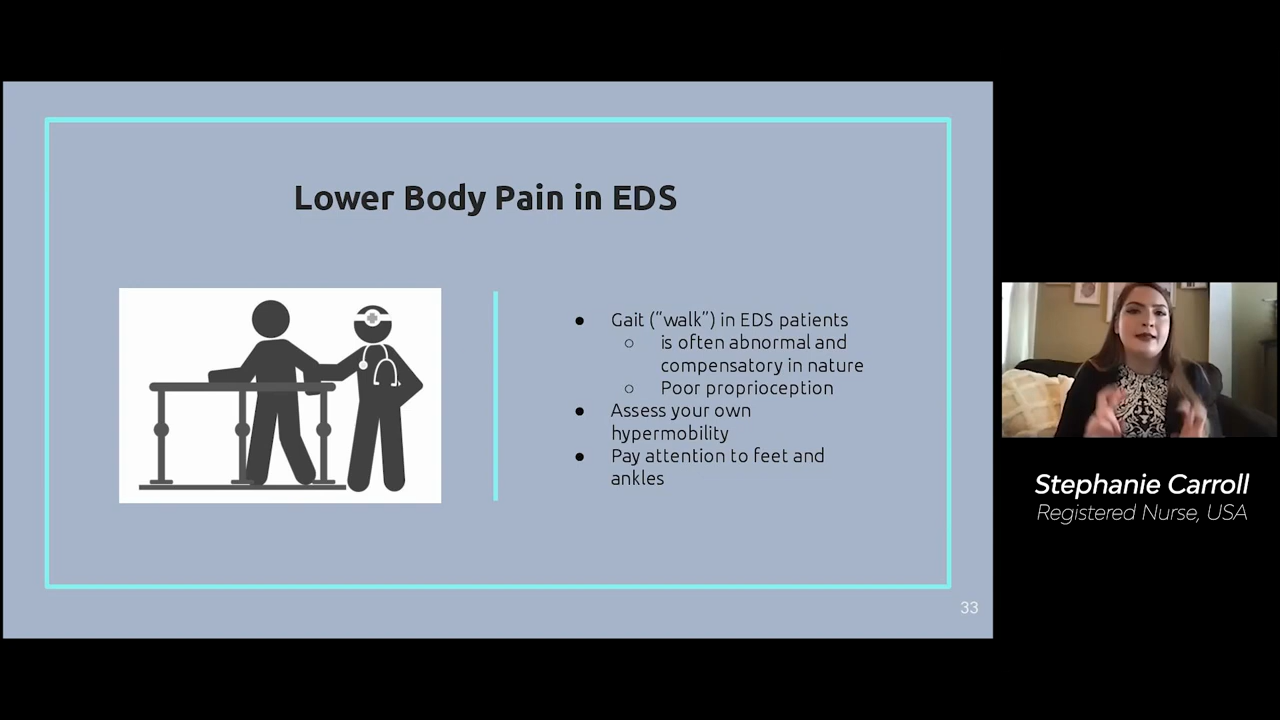 Lower Body Pain in EDS
● Gait (“walk”) in EDS patients
○ is often abnormal and
compensatory in nature
○ Poor proprioception
● Assess your own
hypermobility
● Pay attention to feet and
ankles
33
Stephanie Carroll
Registered Nurse, USA